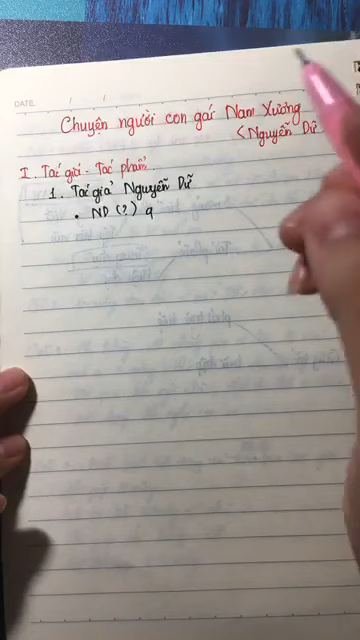 DATE / /
Chuyện người con gái Nam Xương
< Nguyễn Dữ
I. Tác giả - Tác phẩm
1. Tác giả Nguyễn Dữ
• ND (?) q